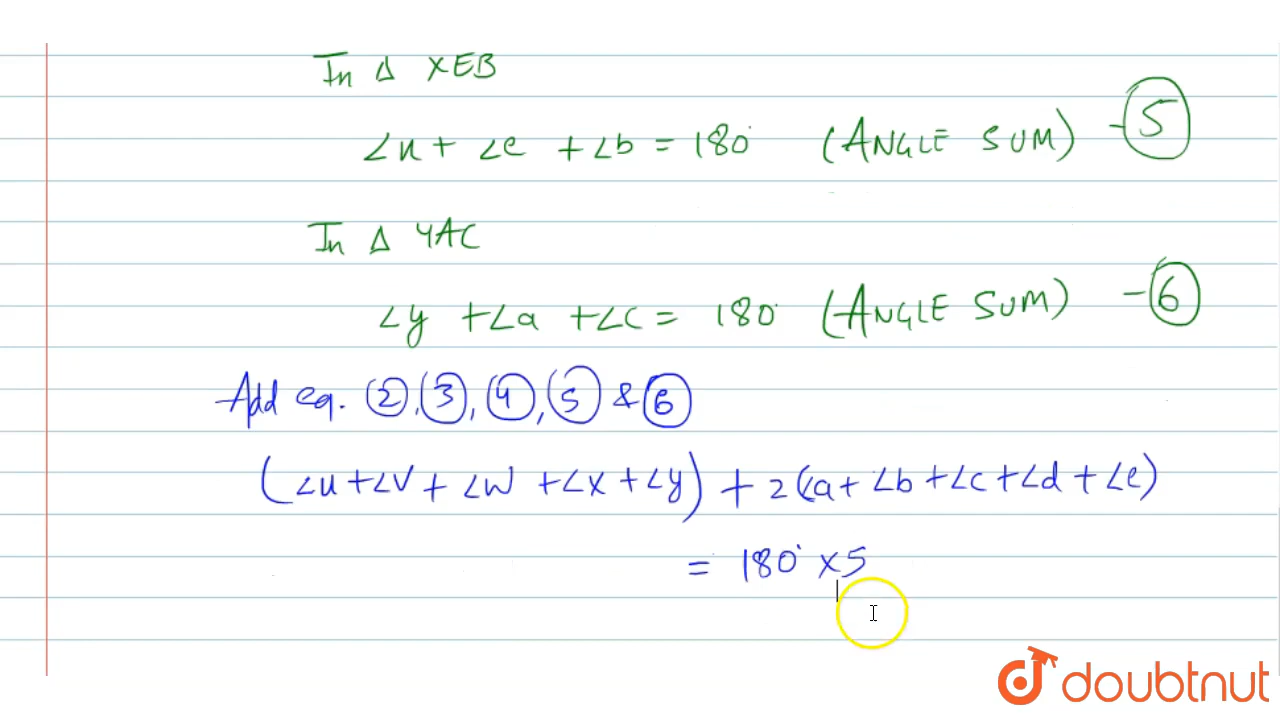 In Δ XEB
∠x + ∠e + ∠b = 180° (ANGLE SUM) - 5
In Δ YAC
∠y + ∠a + ∠c = 180° (ANGLE SUM) - 6
Add eq. 2, 3, 4, 5 & 6
(∠u + ∠v + ∠w + ∠x + ∠y) + 2(∠a + ∠b + ∠c + ∠d + ∠e)
= 180° × 5
doubtnut